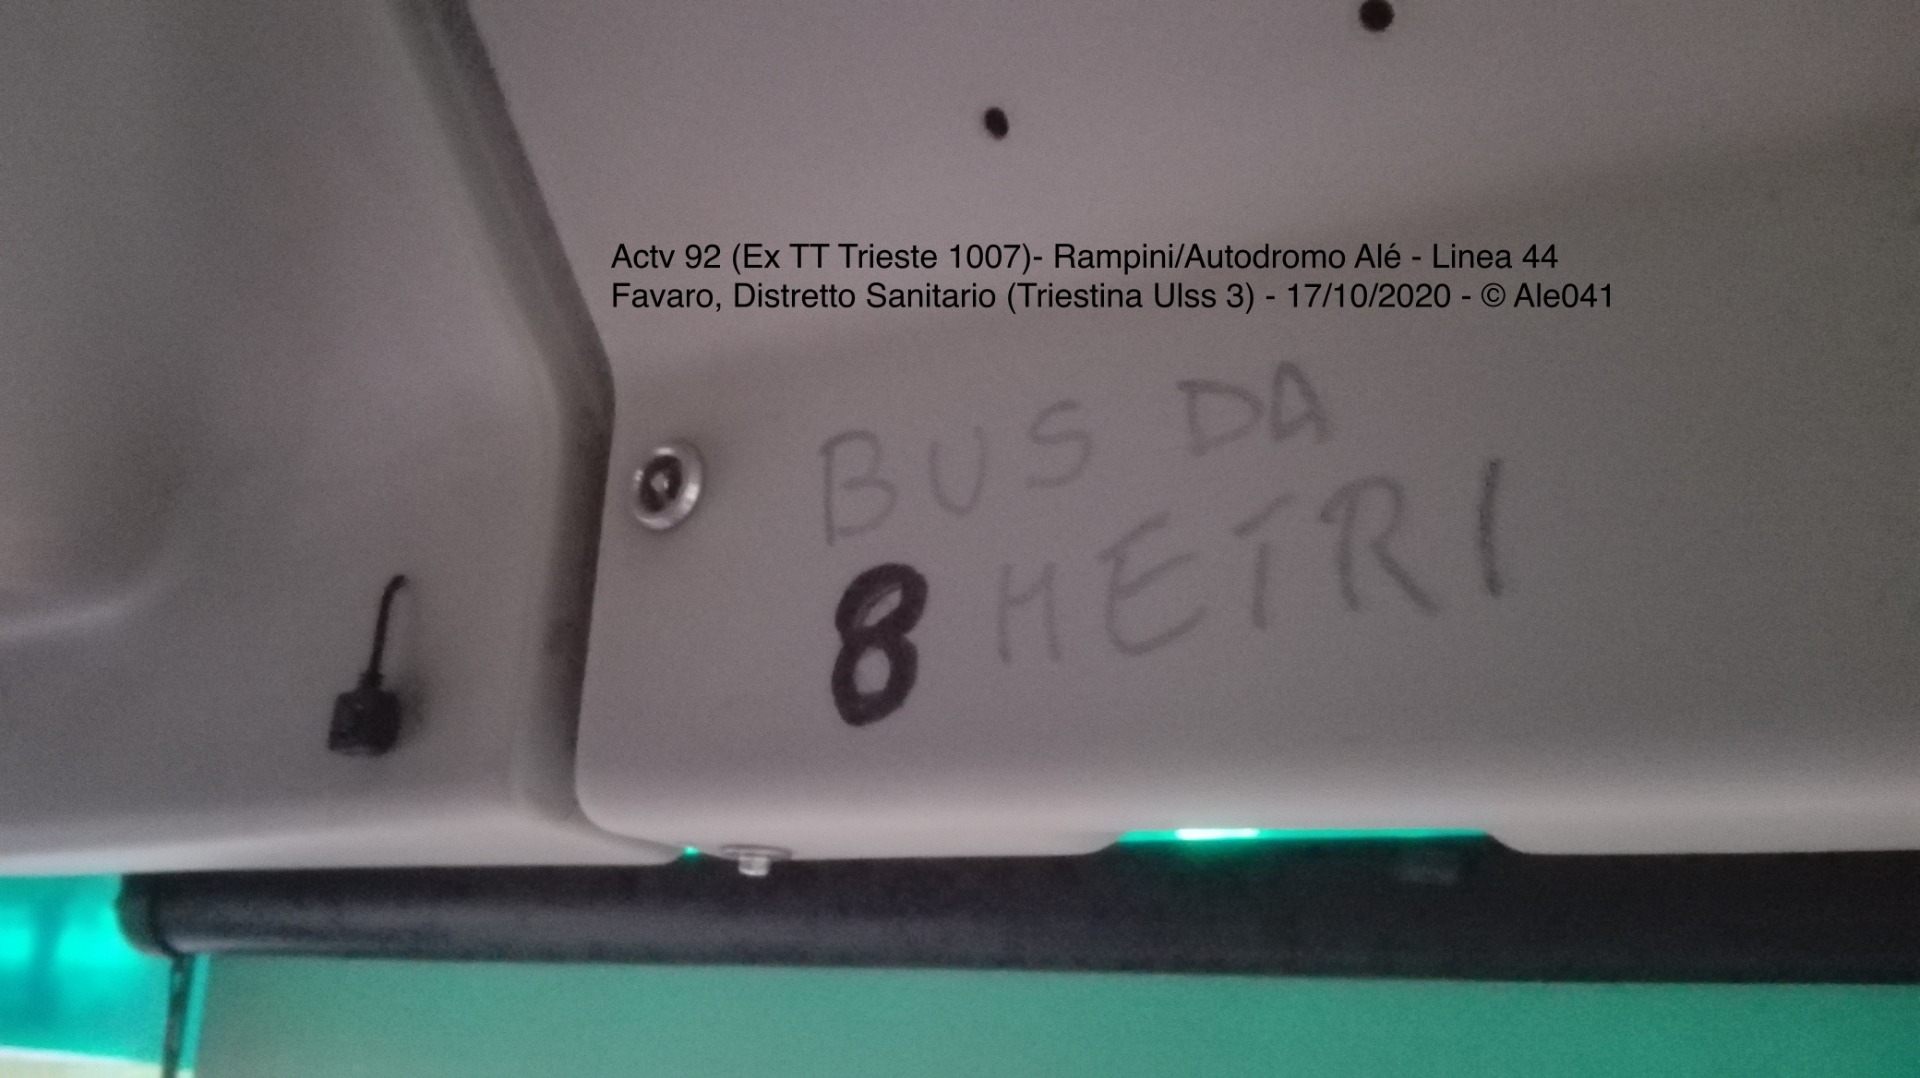 Actv 92 (Ex TT Trieste 1007)- Rampini/Autodromo Alé - Linea 44
Favaro, Distretto Sanitario (Triestina Ulss 3) - 17/10/2020 - © Ale041
BUS DA
8 METRI